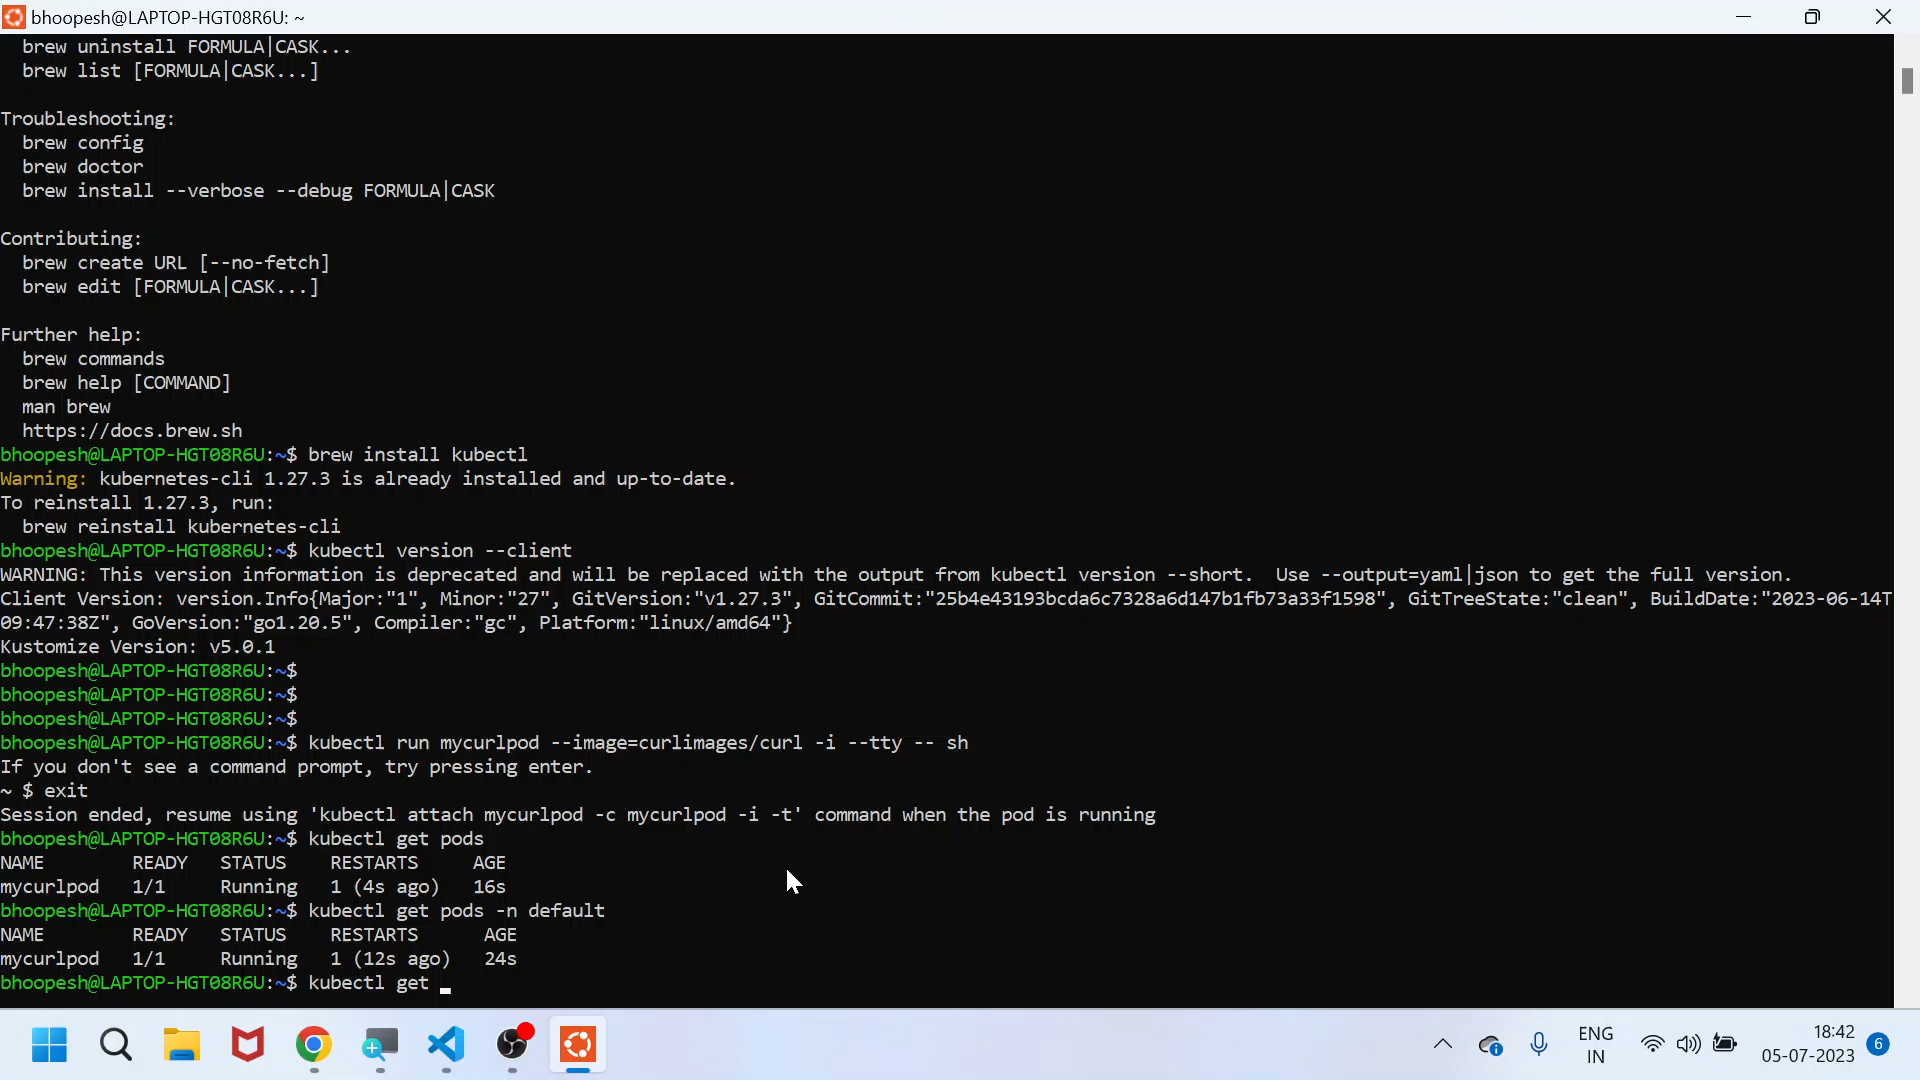 bhoopesh@LAPTOP-HGT08R6U: ~
brew uninstall FORMULA|CASK...
brew list [FORMULA|CASK...]
Troubleshooting:
brew config
brew doctor
brew install --verbose --debug FORMULA|CASK
Contributing:
brew create URL [--no-fetch]
brew edit [FORMULA|CASK...]
Further help:
brew commands
brew help [COMMAND]
man brew
https://docs.brew.sh
bhoopesh@LAPTOP-HGT08R6U:~$ brew install kubectl
Warning: kubernetes-cli 1.27.3 is already installed and up-to-date.
To reinstall 1.27.3, run:
brew reinstall kubernetes-cli
bhoopesh@LAPTOP-HGT08R6U:~$ kubectl version --client
WARNING: This version information is deprecated and will be replaced with the output from kubectl version --short.  Use --output=yaml|json to get the full version.
Client Version: version.Info{Major:"1", Minor:"27", GitVersion:"v1.27.3", GitCommit:"25b4e43193bcda6c7328a6d147b1fb73a33f1598", GitTreeState:"clean", BuildDate:"2023-06-14T
09:47:38Z", GoVersion:"go1.20.5", Compiler:"gc", Platform:"linux/amd64"}
Kustomize Version: v5.0.1
bhoopesh@LAPTOP-HGT08R6U:~$
bhoopesh@LAPTOP-HGT08R6U:~$
bhoopesh@LAPTOP-HGT08R6U:~$
bhoopesh@LAPTOP-HGT08R6U:~$ kubectl run mycurlpod --image=curlimages/curl -i --tty -- sh
If you don't see a command prompt, try pressing enter.
~ $ exit
Session ended, resume using 'kubectl attach mycurlpod -c mycurlpod -i -t' command when the pod is running
bhoopesh@LAPTOP-HGT08R6U:~$ kubectl get pods
NAME READY STATUS RESTARTS AGE
mycurlpod 1/1 Running 1 (4s ago) 16s
bhoopesh@LAPTOP-HGT08R6U:~$ kubectl get pods -n default
NAME READY STATUS RESTARTS AGE
mycurlpod 1/1 Running 1 (12s ago) 24s
bhoopesh@LAPTOP-HGT08R6U:~$ kubectl get _
ENG
IN
18:42
05-07-2023
6